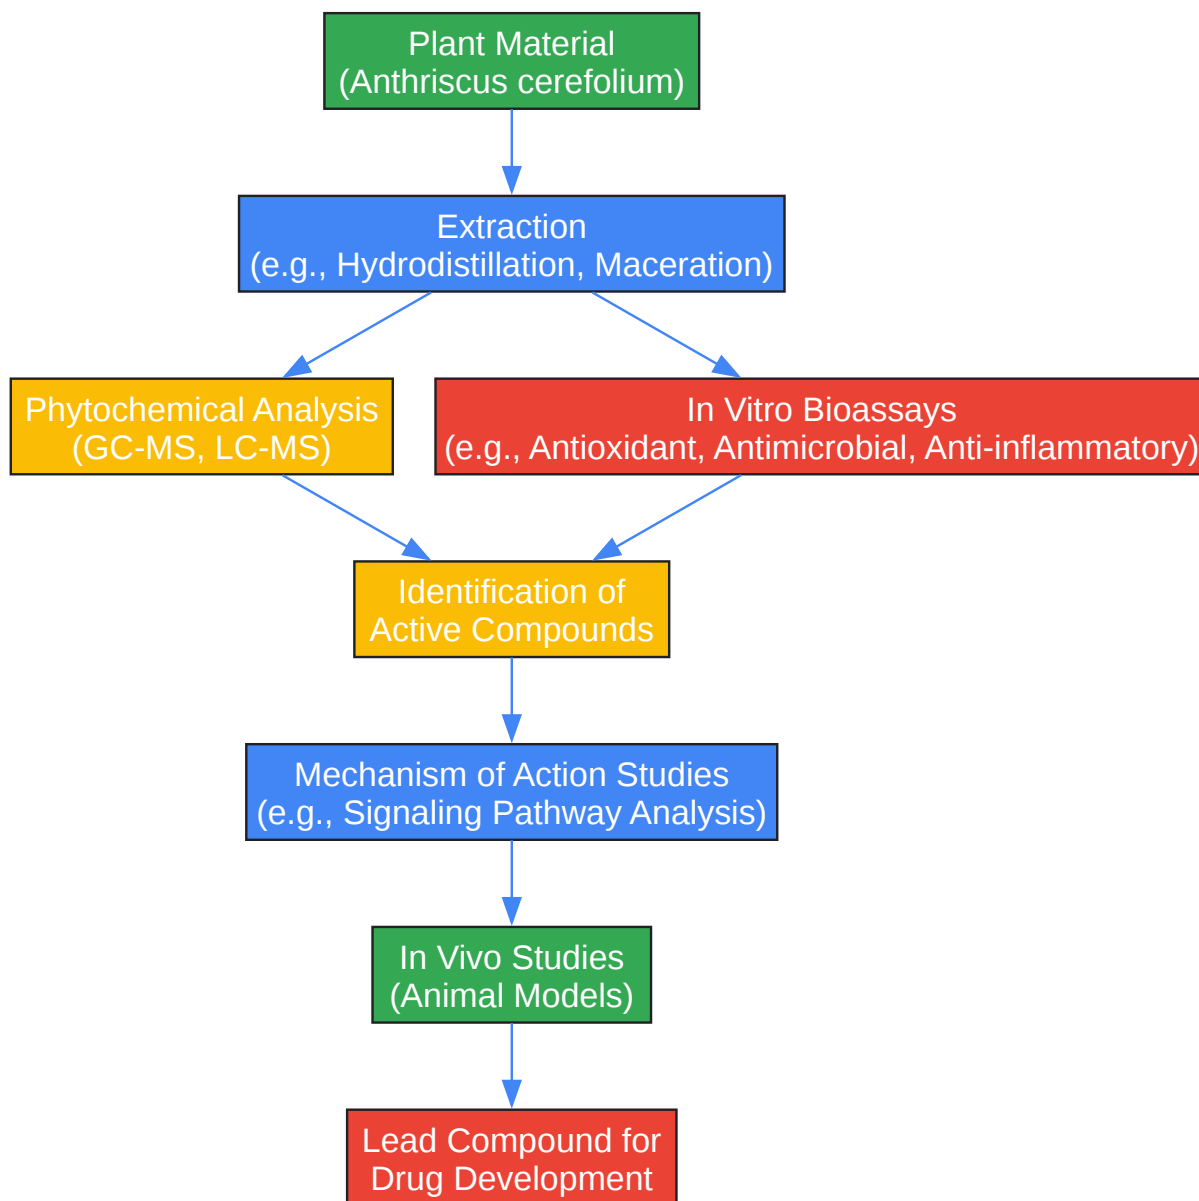 Plant Material
(Anthriscus cerefolium)
Extraction
(e.g., Hydrodistillation, Maceration)
Phytochemical Analysis
(GC-MS, LC-MS)
In Vitro Bioassays
(e.g., Antioxidant, Antimicrobial, Anti-inflammatory)
Identification of
Active Compounds
Mechanism of Action Studies
(e.g., Signaling Pathway Analysis)
In Vivo Studies
(Animal Models)
Lead Compound for
Drug Development